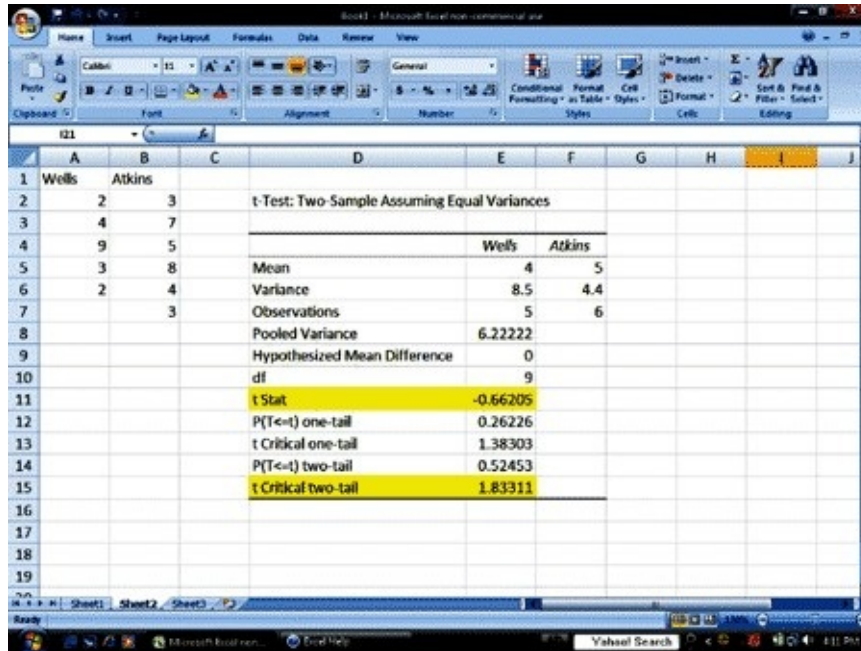 Book1 - Microsoft Excel non-commercial use
Home Insert Page Layout Formulas Data Review View
Paste
Calibri 11
General
Conditional Formatting Format as Table Cell Styles
Insert
Delete
Format
Sort & Filter Find & Select
Clipboard Font Alignment Number Styles Cells Editing
I21 fx
A B C D E F G H I J
1 Wells Atkins
2 2 3 t-Test: Two-Sample Assuming Equal Variances
3 4 7
4 9 5 Wells Atkins
5 3 8 Mean 4 5
6 2 4 Variance 8.5 4.4
7 3 Observations 5 6
8 Pooled Variance 6.22222
9 Hypothesized Mean Difference 0
10 df 9
11 t Stat -0.66205
12 P(T<=t) one-tail 0.26226
13 t Critical one-tail 1.38303
14 P(T<=t) two-tail 0.52453
15 t Critical two-tail 1.83311
16
17
18
19
Sheet1 Sheet2 Sheet3
Ready
Microsoft Excel non... Excel Help Yahoo! Search 4:11 PM